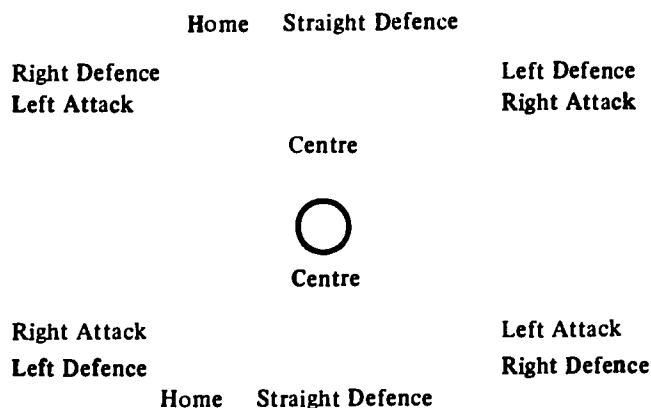 Home Straight Defence
Right Defence Left Defence
Left Attack Right Attack
Centre
Centre
Right Attack Left Attack
Left Defence Right Defence
Home Straight Defence